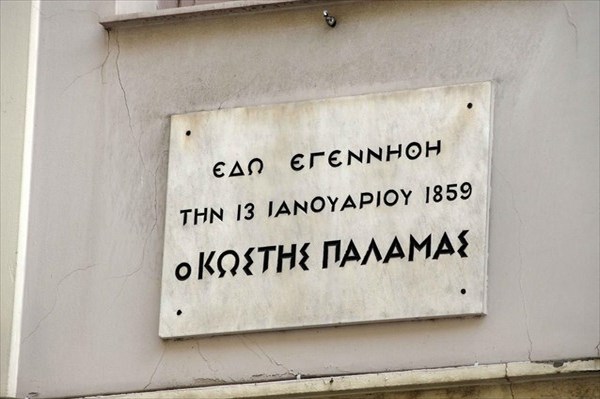 ΕΔΩ ΕΓΕΝΝΗΘΗ
ΤΗΝ 13 ΙΑΝΟΥΑΡΙΟΥ 1859
Ο ΚΩΣΤΗΣ ΠΑΛΑΜΑΣ